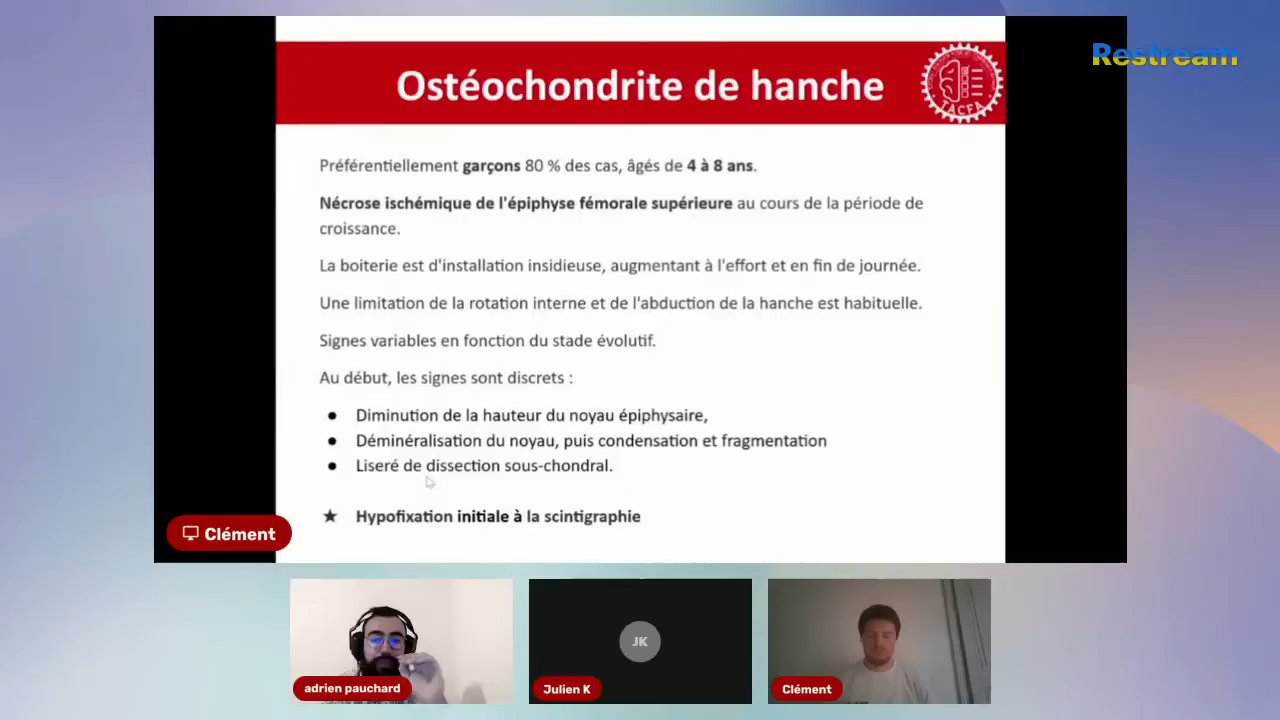 Restream
Ostéochondrite de hanche
TACFA
Préférentiellement garçons 80 % des cas, âgés de 4 à 8 ans.
Nécrose ischémique de l'épiphyse fémorale supérieure au cours de la période de
croissance.
La boiterie est d'installation insidieuse, augmentant à l'effort et en fin de journée.
Une limitation de la rotation interne et de l'abduction de la hanche est habituelle.
Signes variables en fonction du stade évolutif.
Au début, les signes sont discrets :
● Diminution de la hauteur du noyau épiphysaire,
● Déminéralisation du noyau, puis condensation et fragmentation
● Liseré de dissection sous-chondral.
★ Hypofixation initiale à la scintigraphie
Clément
JK
adrien pauchard
Julien K
Clément